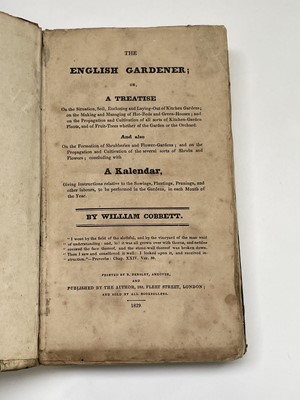 THE
ENGLISH GARDENER;
OR,
A TREATISE
On the Situation, Soil, Enclosing and Laying-Out of Kitchen Gardens;
on the Making and Managing of Hot-Beds and Green-Houses; and
on the Propagation and Cultivation of all sorts of Kitchen-Garden
Plants, and of Fruit-Trees whether of the Garden or the Orchard.
And also
On the Formation of Shrubberies and Flower-Gardens; and on the
Propagation and Cultivation of the several sorts of Shrubs and
Flowers; concluding with
A Kalendar,
Giving instructions relative to the Sowings, Plantings, Prunings, and
other labours, to be performed in the Gardens, in each Month of
the Year.
BY WILLIAM COBBETT.
"I went by the field of the slothful, and by the vineyard of the man void
of understanding: and, lo! it was all grown over with thorns, and nettles
covered the face thereof, and the stone-wall thereof was broken down.
Then I saw and considered it well: I looked upon it, and received in-
struction."—Proverbs: Chap. XXIV. Ver. 30.
PRINTED BY B. BENSLEY, ANDOVER,
AND
PUBLISHED BY THE AUTHOR, 183, FLEET STREET, LONDON;
AND SOLD BY ALL BOOKSELLERS.
1829.